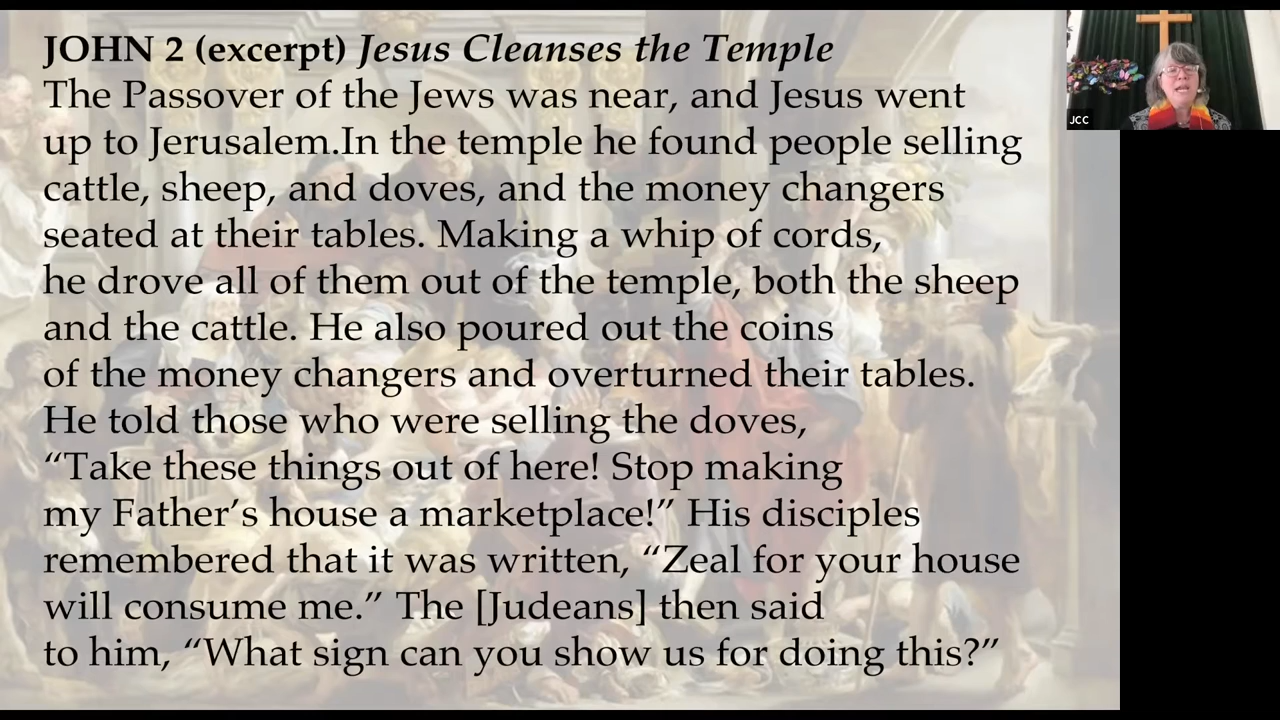 JOHN 2 (excerpt) Jesus Cleanses the Temple
The Passover of the Jews was near, and Jesus went
up to Jerusalem.In the temple he found people selling
cattle, sheep, and doves, and the money changers
seated at their tables. Making a whip of cords,
he drove all of them out of the temple, both the sheep
and the cattle. He also poured out the coins
of the money changers and overturned their tables.
He told those who were selling the doves,
“Take these things out of here! Stop making
my Father’s house a marketplace!” His disciples
remembered that it was written, “Zeal for your house
will consume me.” The [Judeans] then said
to him, “What sign can you show us for doing this?”
JCC